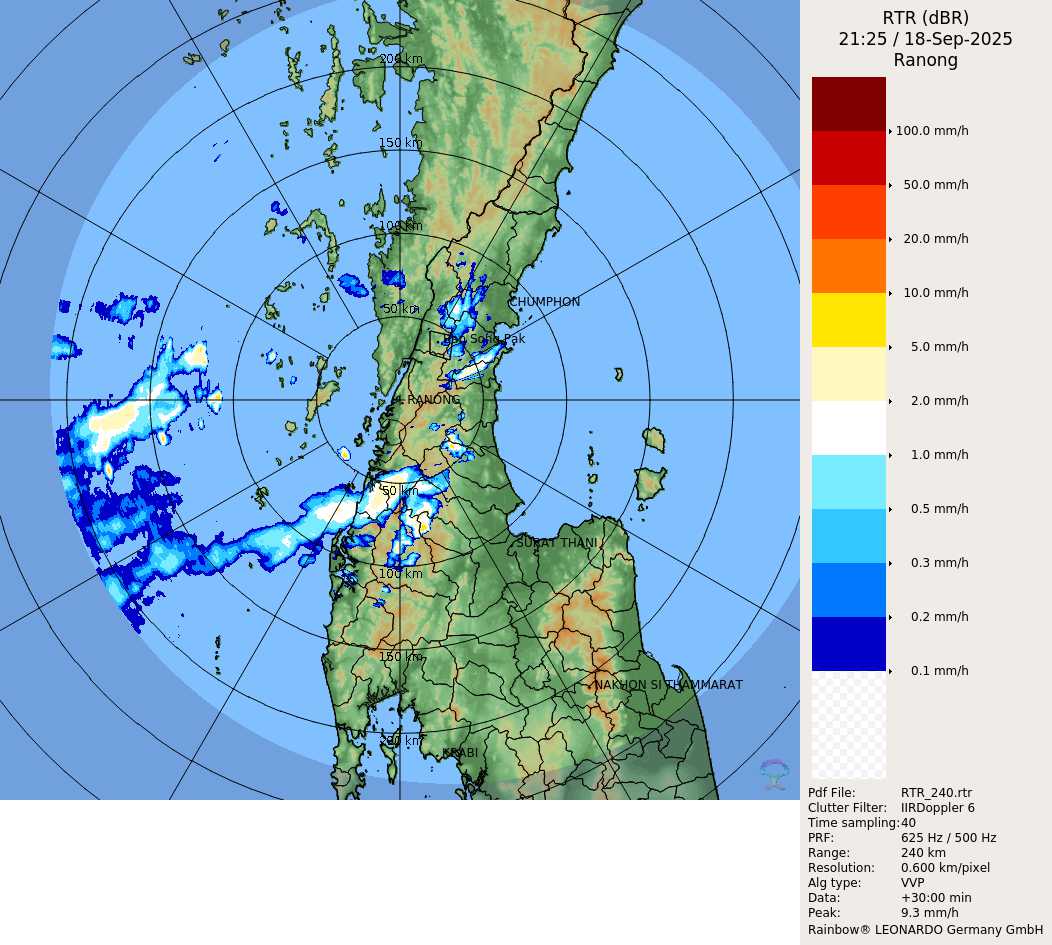 RTR (dBR)
21:25 / 18-Sep-2025
Ranong
200 km
150 km
100 km
50 km
CHUMPHON
RANONG
50 km
SURAT THANI
100 km
150 km
NAKHON SI THAMMARAT
200 km
KRABI
100.0 mm/h
50.0 mm/h
20.0 mm/h
10.0 mm/h
5.0 mm/h
2.0 mm/h
1.0 mm/h
0.5 mm/h
0.3 mm/h
0.2 mm/h
0.1 mm/h
Pdf File: RTR_240.rtr
Clutter Filter: IIRDoppler 6
Time sampling: 40
PRF: 625 Hz / 500 Hz
Range: 240 km
Resolution: 0.600 km/pixel
Alg type: VVP
Data: +30:00 min
Peak: 9.3 mm/h
Rainbow® LEONARDO Germany GmbH